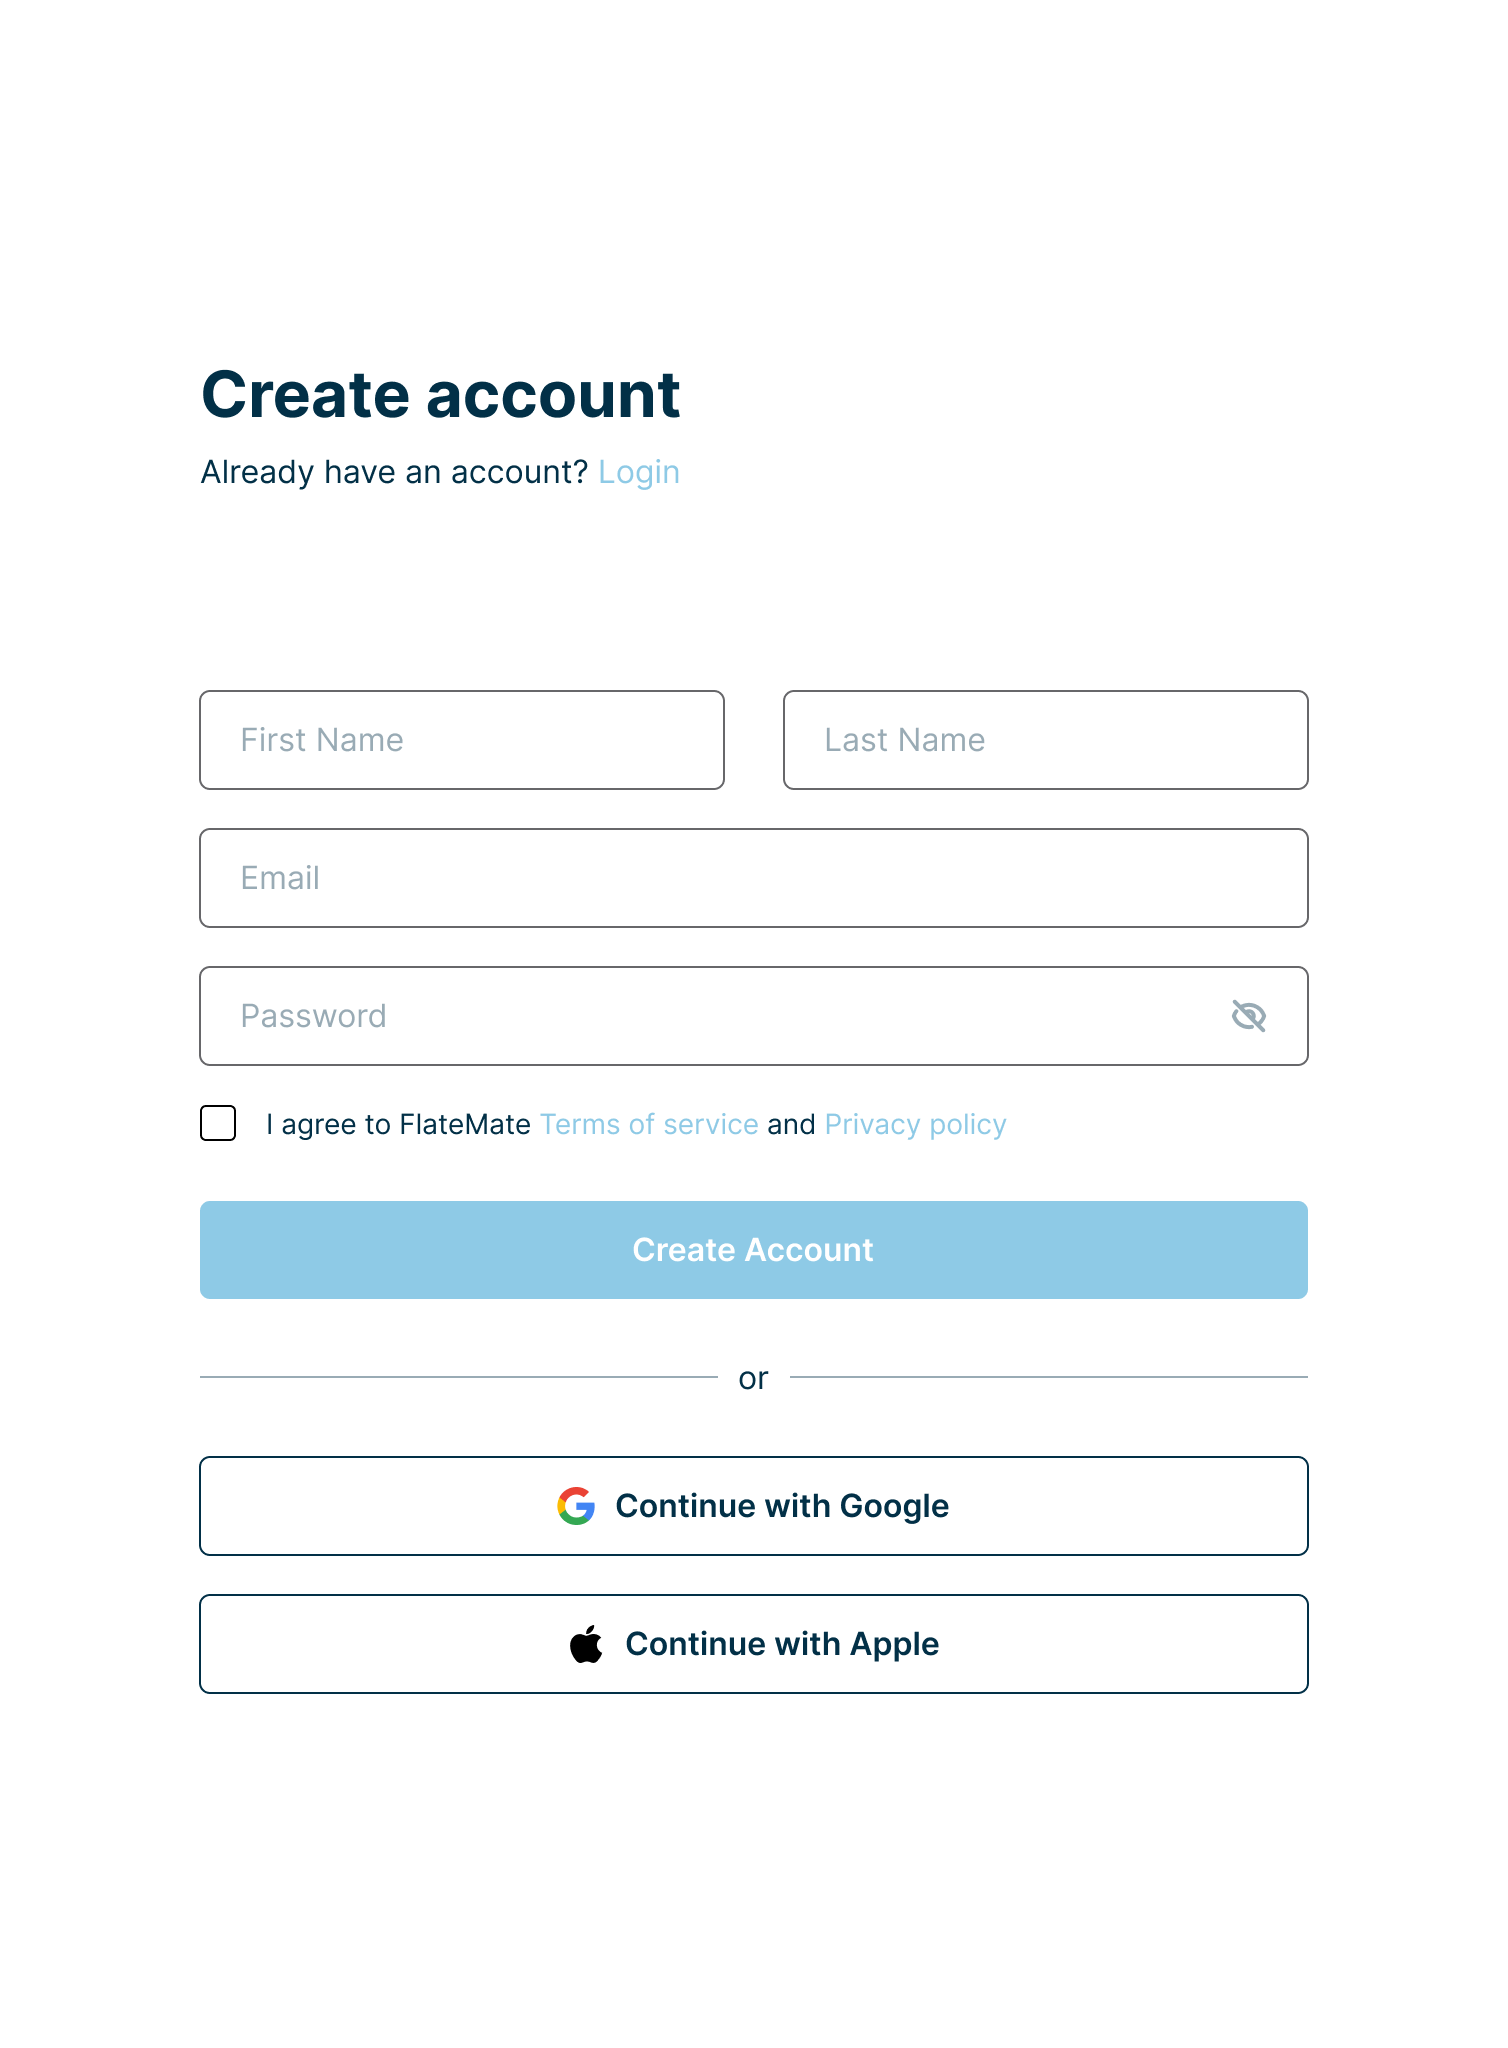 Create account
Already have an account? Login
First Name
Last Name
Email
Password
I agree to FlateMate Terms of service and Privacy policy
Create Account
or
Continue with Google
Continue with Apple